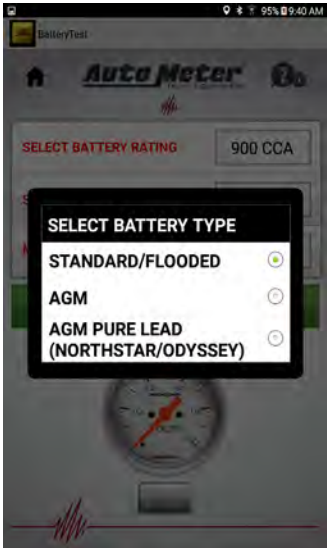 95% 9:40 AM
BatteryTest
Auto Meter
SELECT BATTERY RATING
900 CCA
S
SELECT BATTERY TYPE
STANDARD/FLOODED
M
AGM
AGM PURE LEAD
(NORTHSTAR/ODYSSEY)